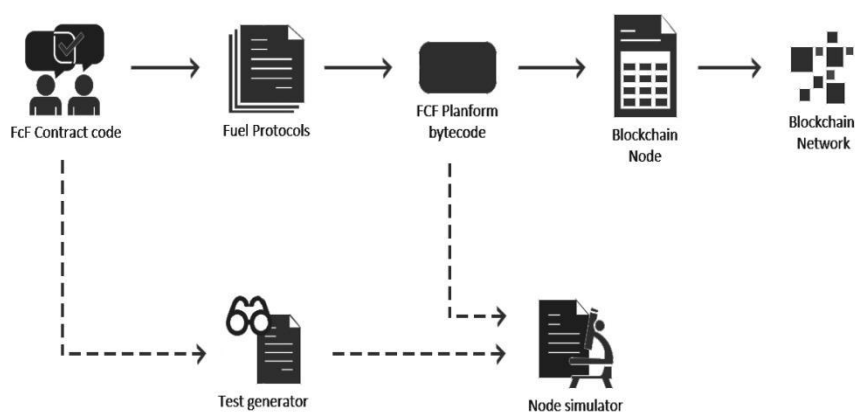 FcF Contract code
Fuel Protocols
FCF Planform
bytecode
Blockchain
Node
Blockchain
Network
Test generator
Node simulator